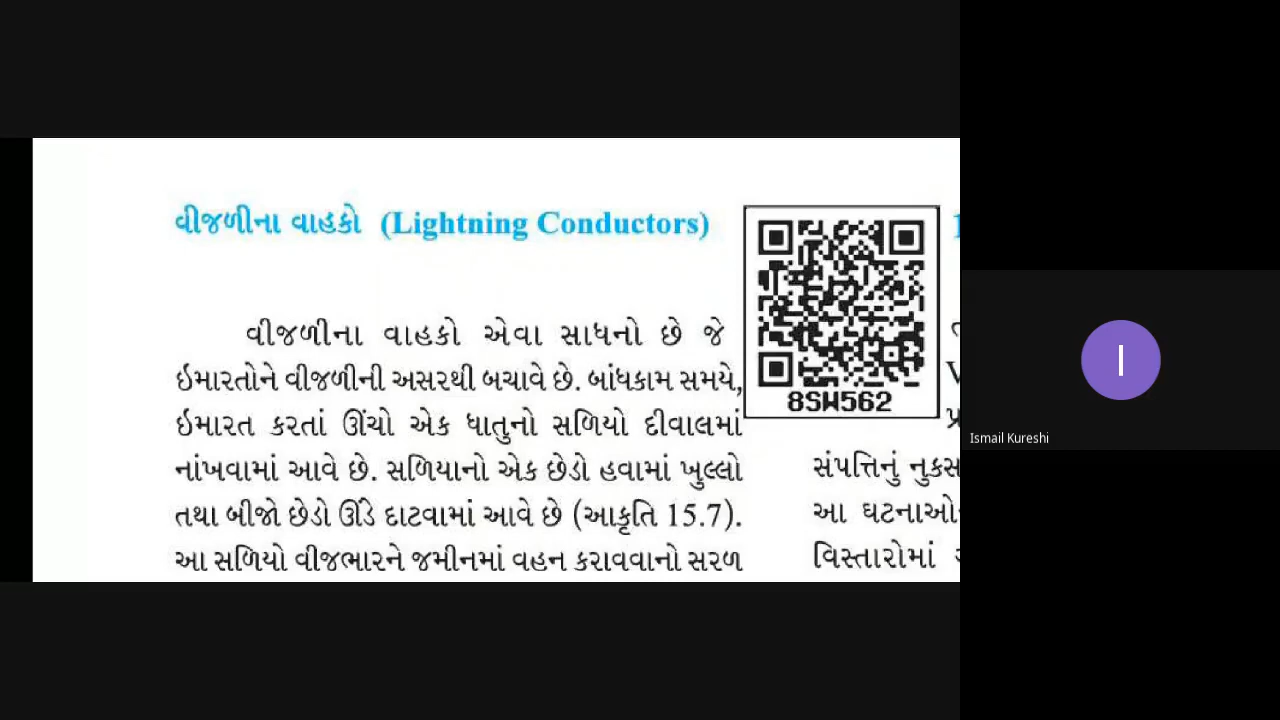 વીજળીના વાહકો (Lightning Conductors)
વીજળીના વાહકો એવા સાધનો છે જે
ઇમારતોને વીજળીની અસરથી બચાવે છે. બાંધકામ સમયે,
ઇમારત કરતાં ઊંચો એક ધાતુનો સળિયો દીવાલમાં
નાંખવામાં આવે છે. સળિયાનો એક છેડો હવામાં ખુલ્લો
તથા બીજો છેડો ઊંડે દાટવામાં આવે છે (આકૃતિ 15.7).
આ સળિયો વીજભારને જમીનમાં વહન કરાવવાનો સરળ
8SW562
સંપત્તિનું
આ ઘટનાઓ
વિસ્તારોમાં
I
Ismail Kureshi